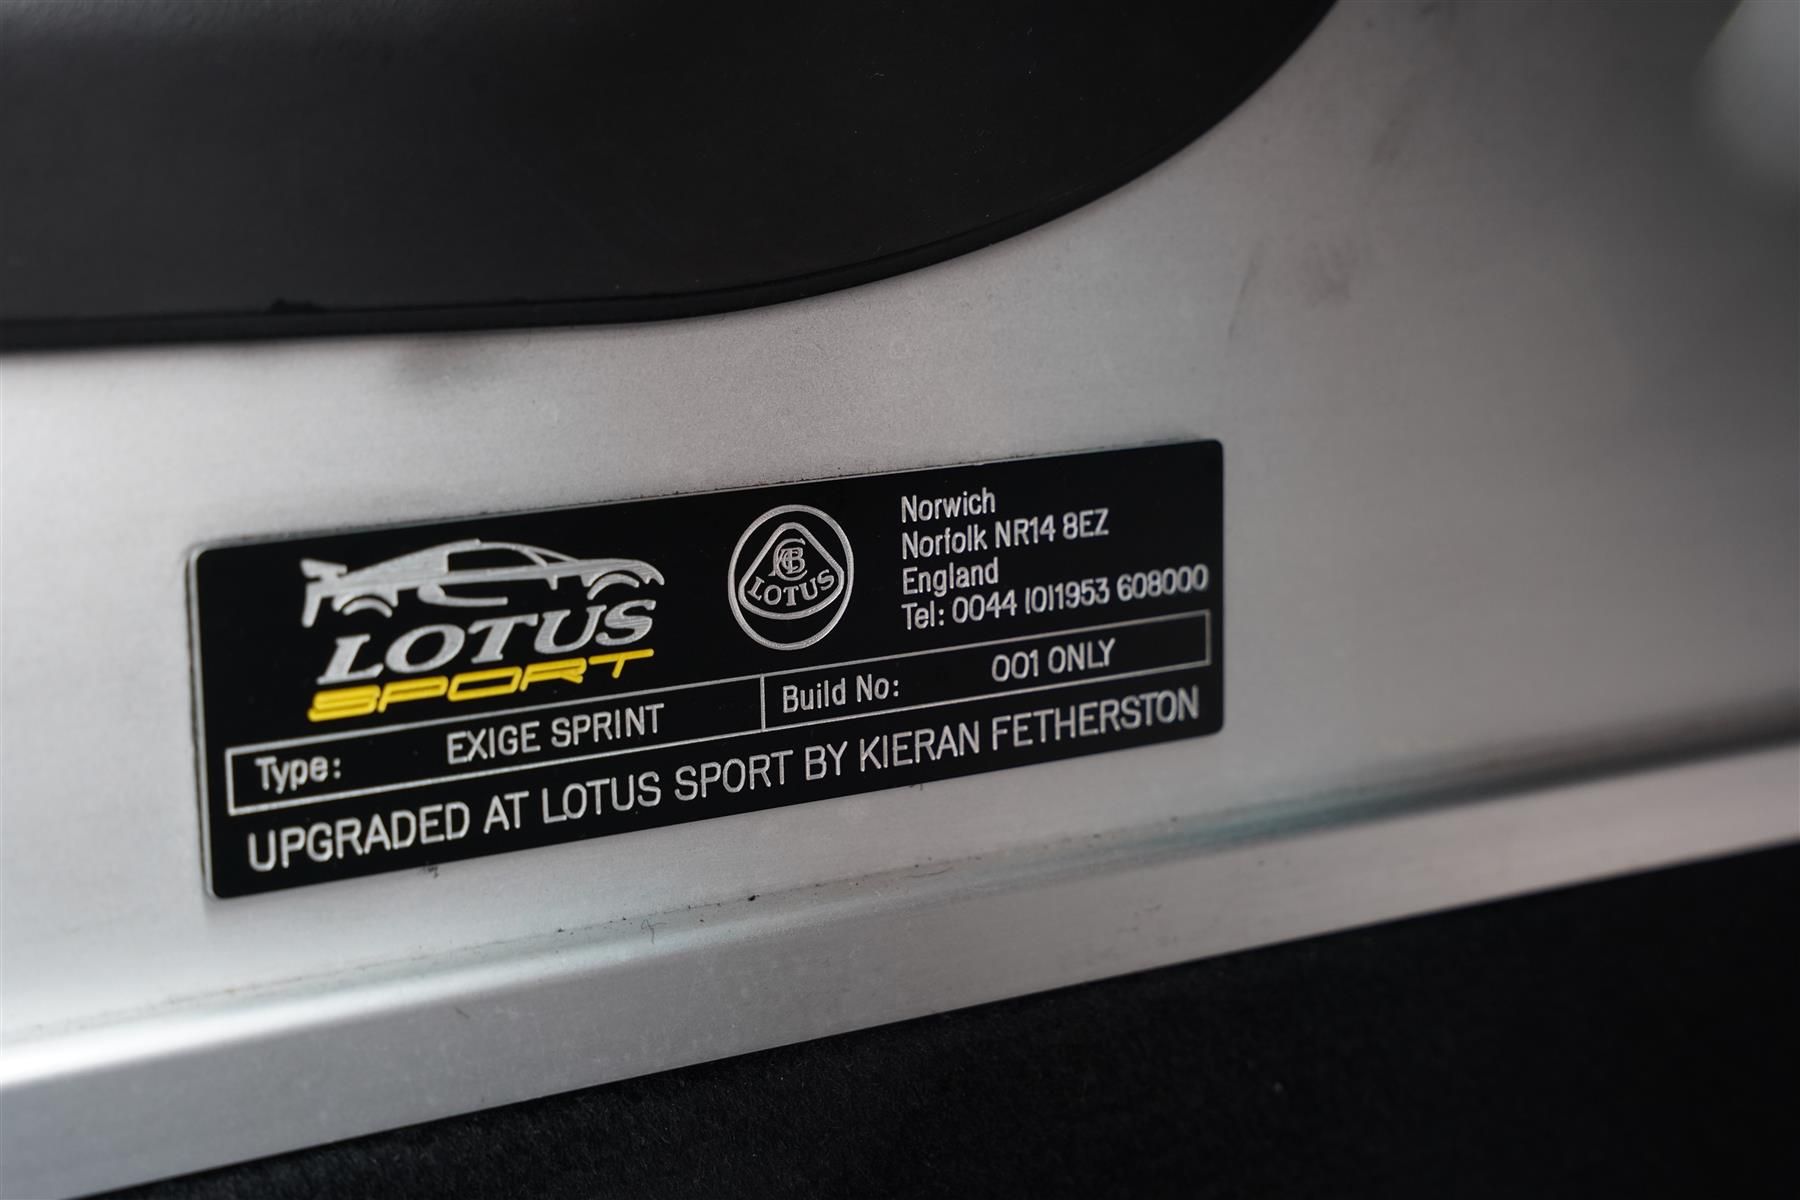 LOTUS
SPORT
ACBC
LOTUS
Norwich
Norfolk NR14 8EZ
England
Tel: 0044 (0)1953 608000
Type: EXIGE SPRINT
Build No: 001 ONLY
UPGRADED AT LOTUS SPORT BY KIERAN FETHERSTON